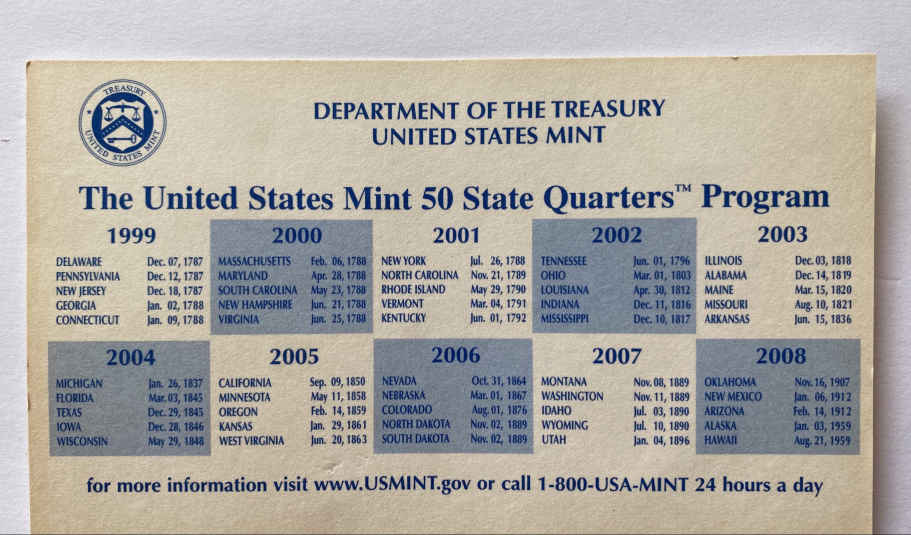 TREASURY
UNITED STATES MINT
DEPARTMENT OF THE TREASURY
UNITED STATES MINT
The United States Mint 50 State Quarters™ Program
1999
DELAWARE Dec. 07, 1787
PENNSYLVANIA Dec. 12, 1787
NEW JERSEY Dec. 18, 1787
GEORGIA Jan. 02, 1788
CONNECTICUT Jan. 09, 1788
2000
MASSACHUSETTS Feb. 06, 1788
MARYLAND Apr. 28, 1788
SOUTH CAROLINA May 23, 1788
NEW HAMPSHIRE Jun. 21, 1788
VIRGINIA Jun. 25, 1788
2001
NEW YORK Jul. 26, 1788
NORTH CAROLINA Nov. 21, 1789
RHODE ISLAND May 29, 1790
VERMONT Mar. 04, 1791
KENTUCKY Jun. 01, 1792
2002
TENNESSEE Jun. 01, 1796
OHIO Mar. 01, 1803
LOUISIANA Apr. 30, 1812
INDIANA Dec. 11, 1816
MISSISSIPPI Dec. 10, 1817
2003
ILLINOIS Dec. 03, 1818
ALABAMA Dec. 14, 1819
MAINE Mar. 15, 1820
MISSOURI Aug. 10, 1821
ARKANSAS Jun. 15, 1836
2004
MICHIGAN Jan. 26, 1837
FLORIDA Mar. 03, 1845
TEXAS Dec. 29, 1845
IOWA Dec. 28, 1846
WISCONSIN May 29, 1848
2005
CALIFORNIA Sep. 09, 1850
MINNESOTA May 11, 1858
OREGON Feb. 14, 1859
KANSAS Jan. 29, 1861
WEST VIRGINIA Jun. 20, 1863
2006
NEVADA Oct. 31, 1864
NEBRASKA Mar. 01, 1867
COLORADO Aug. 01, 1876
NORTH DAKOTA Nov. 02, 1889
SOUTH DAKOTA Nov. 02, 1889
2007
MONTANA Nov. 08, 1889
WASHINGTON Nov. 11, 1889
IDAHO Jul. 03, 1890
WYOMING Jul. 10, 1890
UTAH Jan. 04, 1896
2008
OKLAHOMA Nov. 16, 1907
NEW MEXICO Jan. 06, 1912
ARIZONA Feb. 14, 1912
ALASKA Jan. 03, 1959
HAWAII Aug. 21, 1959
for more information visit www.USMINT.gov or call 1-800-USA-MINT 24 hours a day